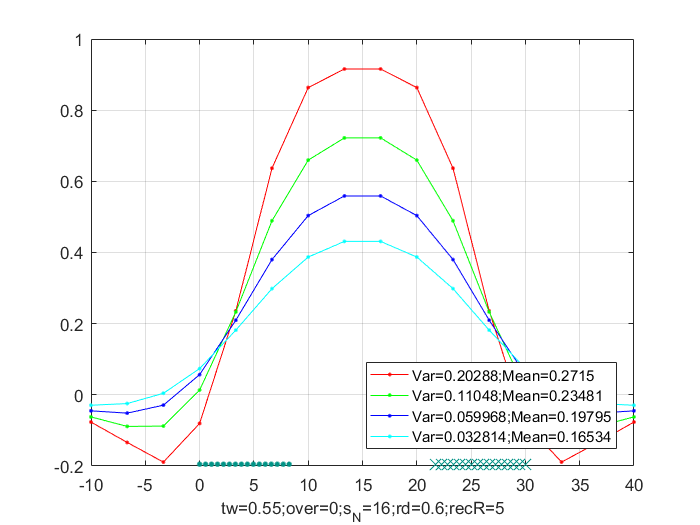 1
0.8
0.6
0.4
0.2
0
-0.2
Var=0.20288;Mean=0.2715
Var=0.11048;Mean=0.23481
Var=0.059968;Mean=0.19795
Var=0.032814;Mean=0.16534
-10 -5 0 5 10 15 20 25 30 35 40
tw=0.55;over=0;s_N=16;rd=0.6;recR=5